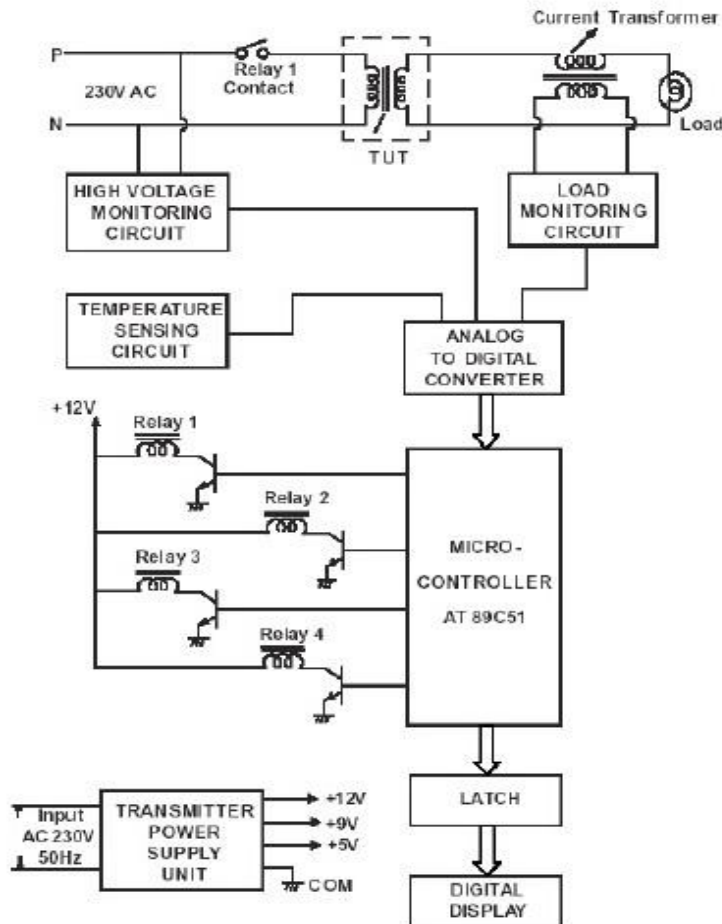 Current Transformer
P
Relay 1
Contact
230V AC
N
TUT
Load
HIGH VOLTAGE
MONITORING
CIRCUIT
LOAD
MONITORING
CIRCUIT
TEMPERATURE
SENSING
CIRCUIT
ANALOG
TO DIGITAL
CONVERTER
+12V
Relay 1
Relay 2
Relay 3
Relay 4
MICRO-
CONTROLLER
AT 89C51
Input
AC 230V
50Hz
TRANSMITTER
POWER
SUPPLY
UNIT
+12V
+9V
+5V
COM
LATCH
DIGITAL
DISPLAY